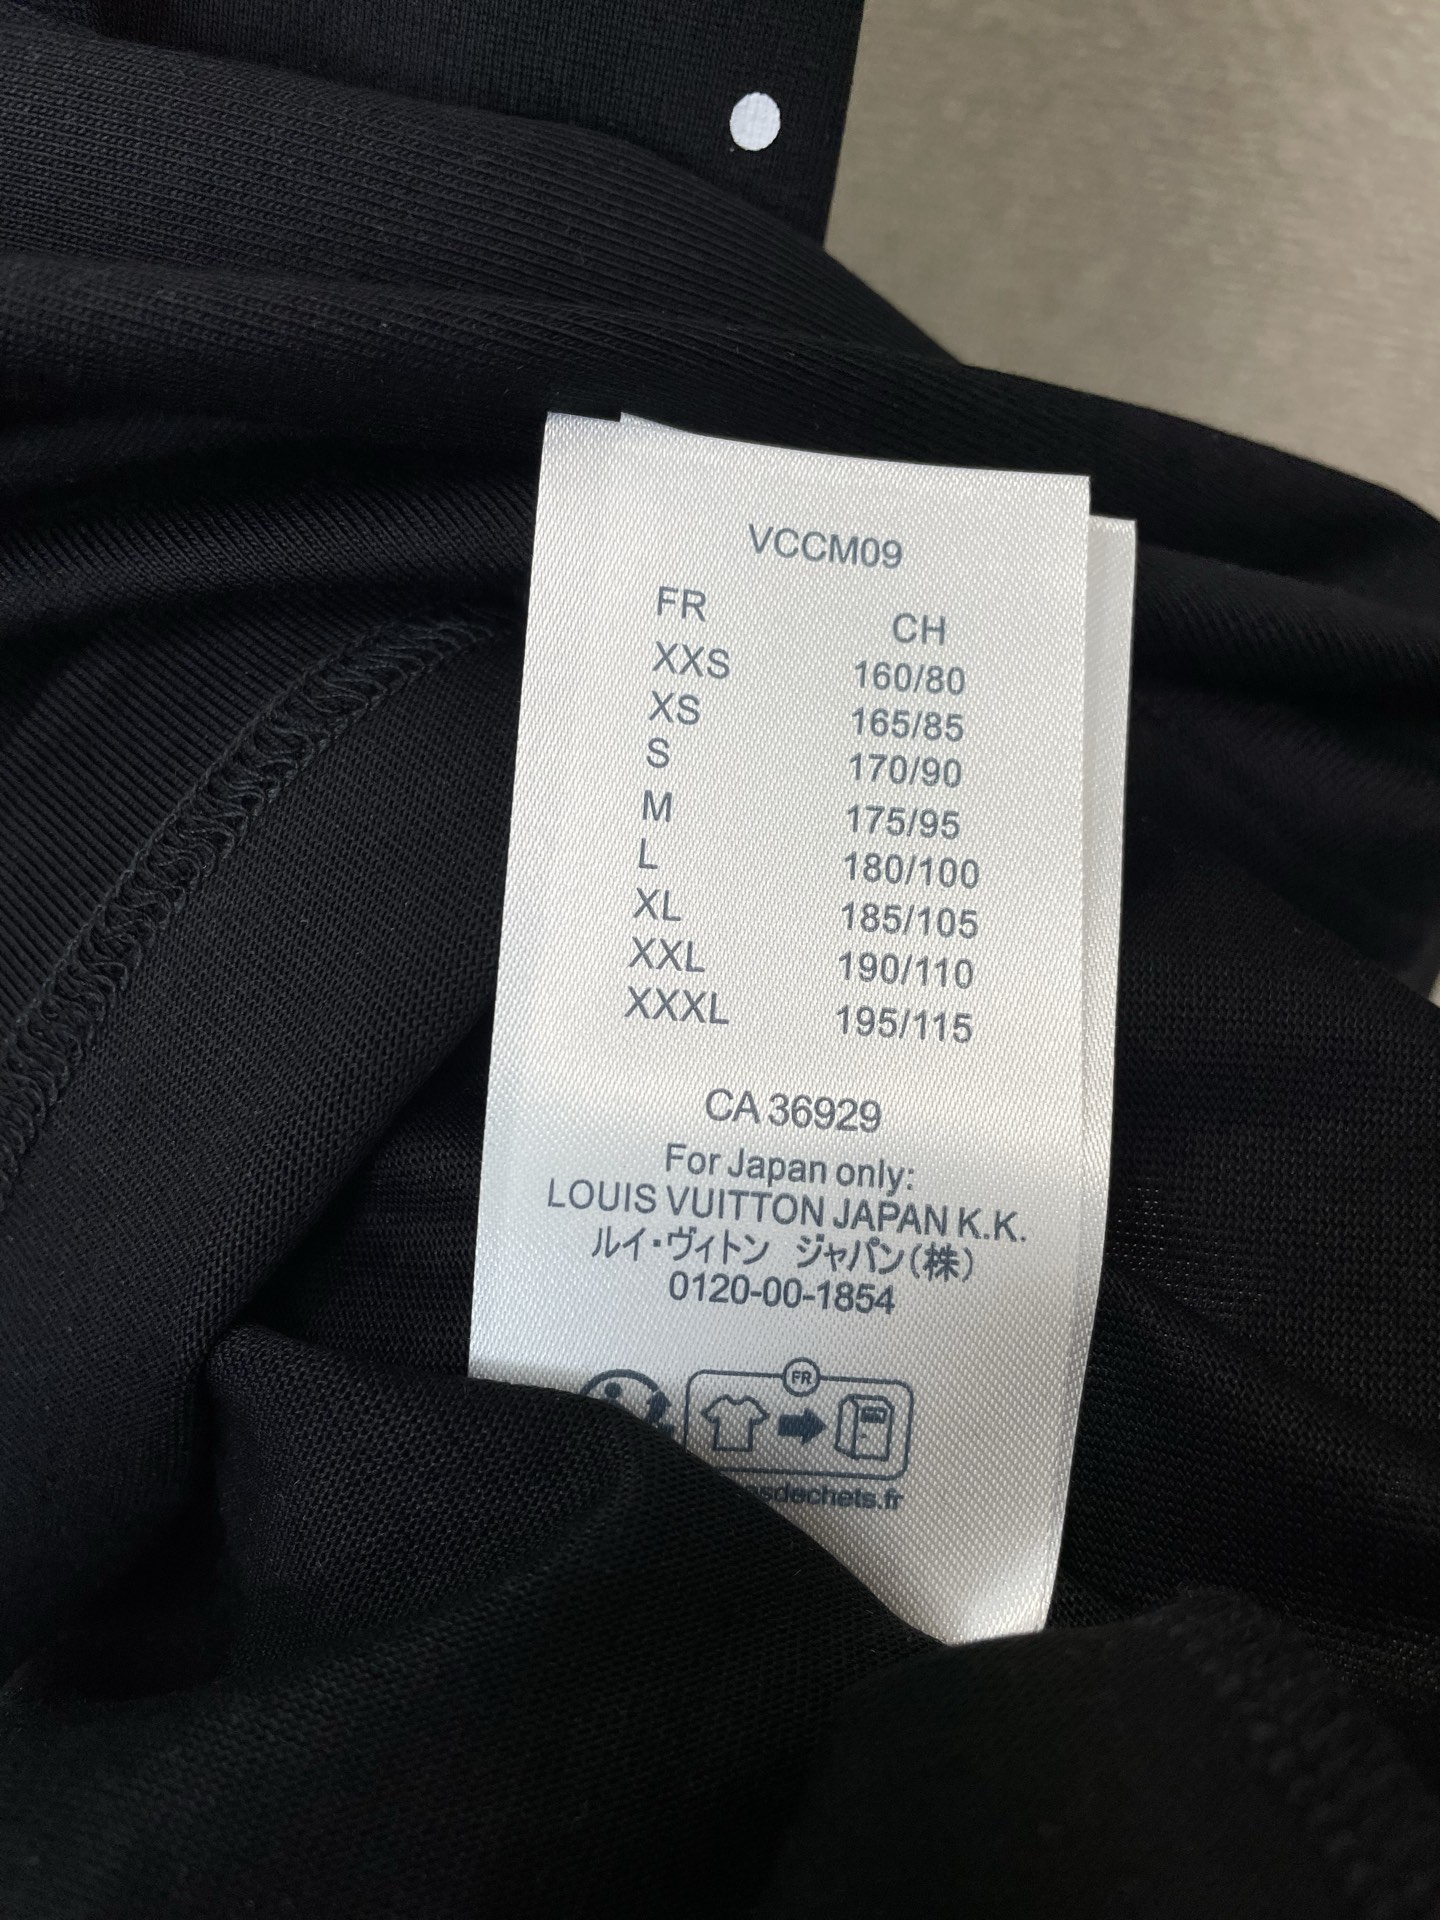 VCCM09
FR CH
XXS 160/80
XS 165/85
S 170/90
M 175/95
L 180/100
XL 185/105
XXL 190/110
XXXL 195/115
CA 36929
For Japan only:
LOUIS VUITTON JAPAN K.K.
ルイ・ヴィトン ジャパン(株)
0120-00-1854
FR